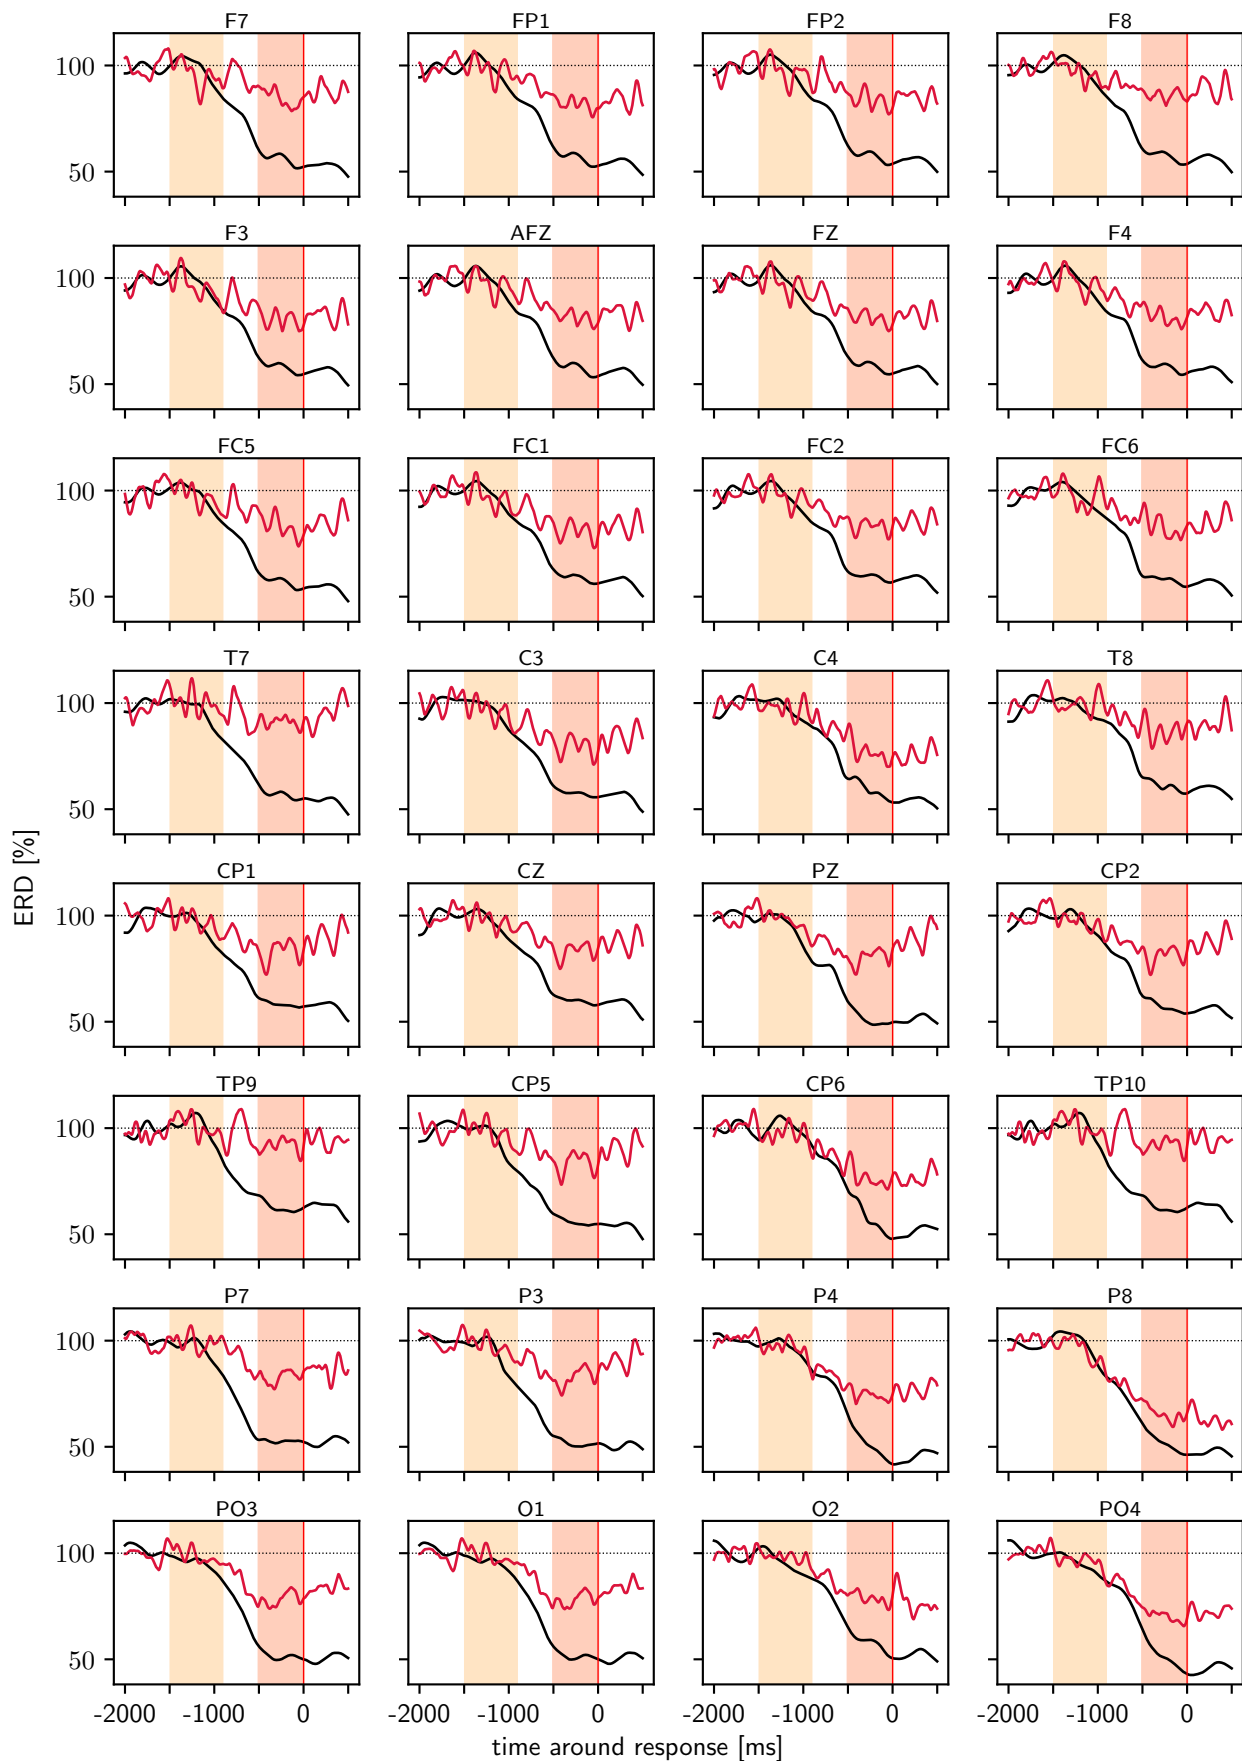 F7 FP1 FP2 F8
100
50
F3 AFZ FZ F4
100
50
FC5 FC1 FC2 FC6
100
50
T7 C3 C4 T8
100
50
ERD [%]
CP1 CZ PZ CP2
100
50
TP9 CP5 CP6 TP10
100
50
P7 P3 P4 P8
100
50
PO3 O1 O2 PO4
100
50
-2000 -1000 0 -2000 -1000 0 -2000 -1000 0 -2000 -1000 0
time around response [ms]